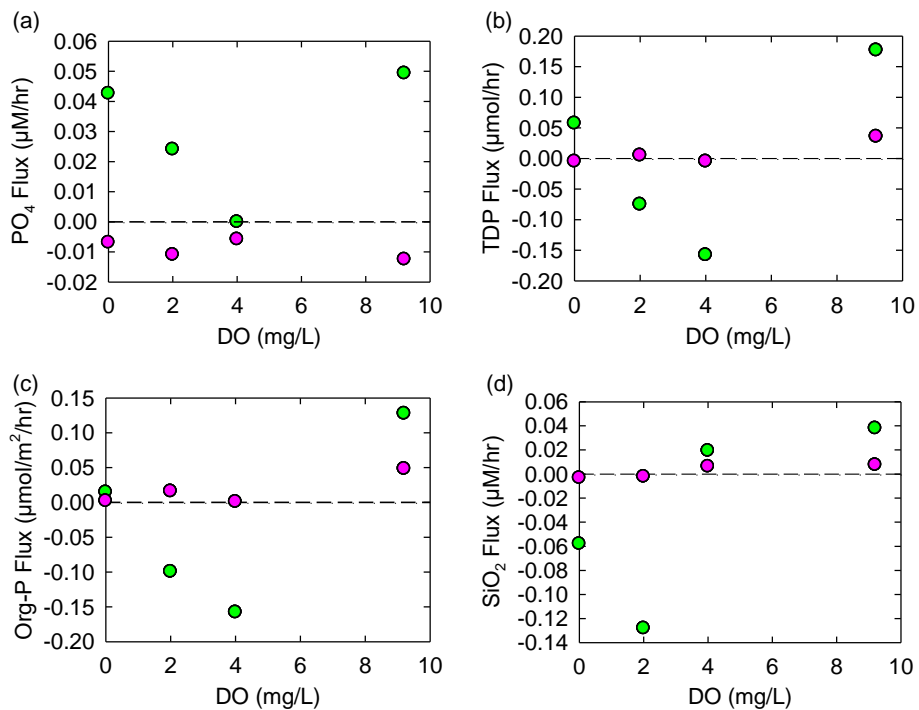 (a)
0.06
0.05
0.04
0.03
0.02
0.01
0.00
-0.01
-0.02
PO₄ Flux (µM/hr)
0 2 4 6 8 10
DO (mg/L)
(b)
0.20
0.15
0.10
0.05
0.00
-0.05
-0.10
-0.15
-0.20
TDP Flux (µmol/hr)
0 2 4 6 8 10
DO (mg/L)
(c)
0.15
0.10
0.05
0.00
-0.05
-0.10
-0.15
-0.20
Org-P Flux (µmol/m²/hr)
0 2 4 6 8 10
DO (mg/L)
(d)
0.06
0.04
0.02
0.00
-0.02
-0.04
-0.06
-0.08
-0.10
-0.12
-0.14
SiO₂ Flux (µM/hr)
0 2 4 6 8 10
DO (mg/L)